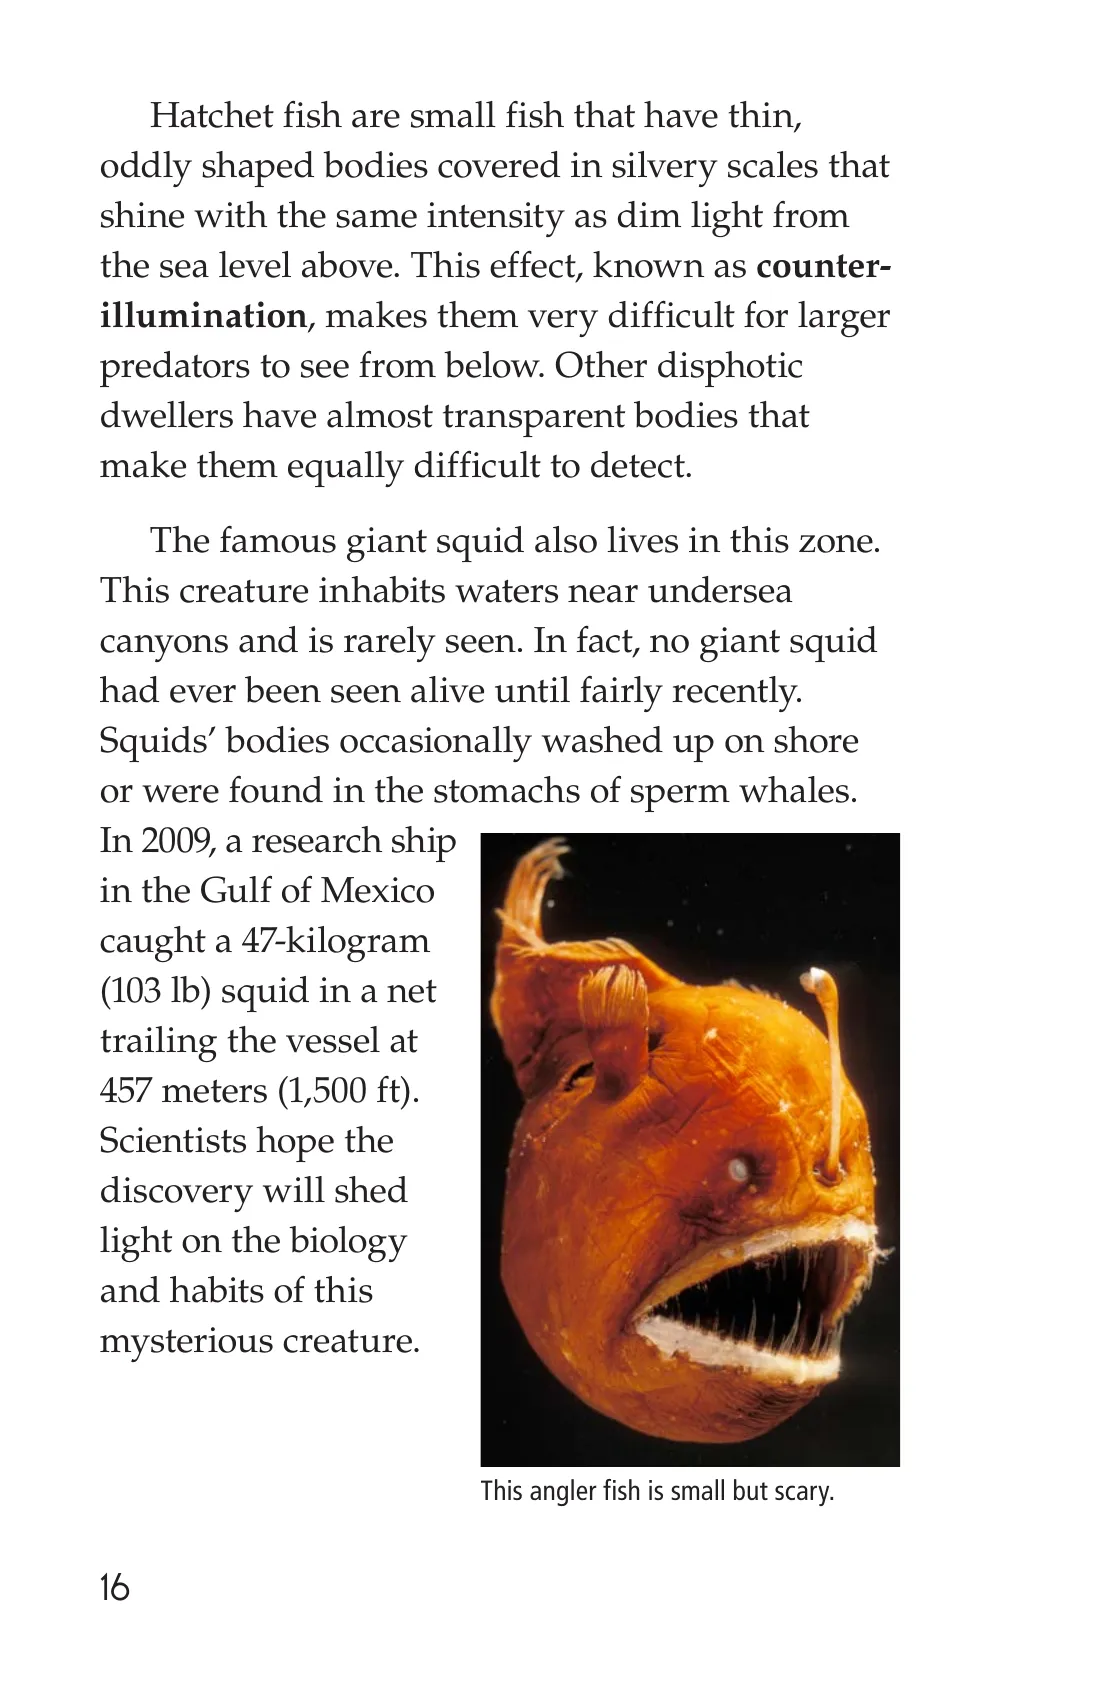 Hatchet fish are small fish that have thin,
oddly shaped bodies covered in silvery scales that
shine with the same intensity as dim light from
the sea level above. This effect, known as counter-
illumination, makes them very difficult for larger
predators to see from below. Other disphotic
dwellers have almost transparent bodies that
make them equally difficult to detect.
The famous giant squid also lives in this zone.
This creature inhabits waters near undersea
canyons and is rarely seen. In fact, no giant squid
had ever been seen alive until fairly recently.
Squids’ bodies occasionally washed up on shore
or were found in the stomachs of sperm whales.
In 2009, a research ship
in the Gulf of Mexico
caught a 47-kilogram
(103 lb) squid in a net
trailing the vessel at
457 meters (1,500 ft).
Scientists hope the
discovery will shed
light on the biology
and habits of this
mysterious creature.
This angler fish is small but scary.
16